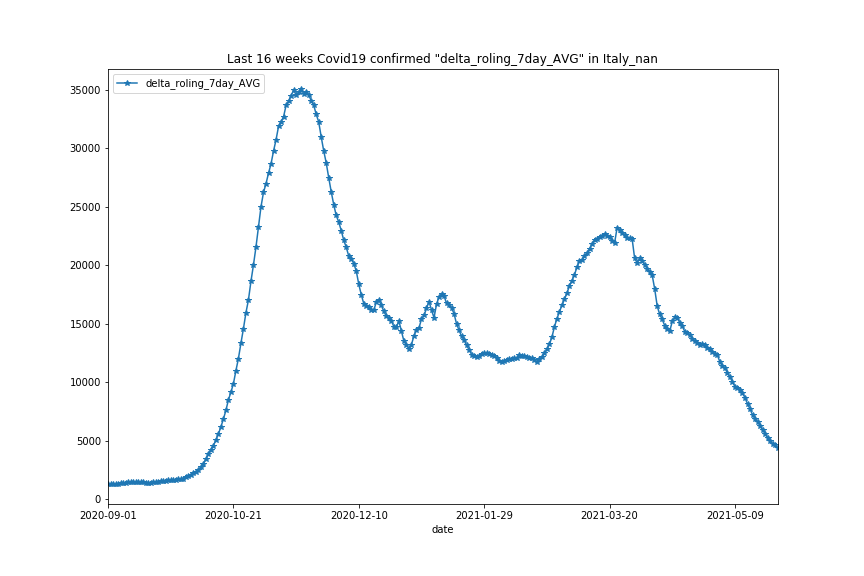 Last 16 weeks Covid19 confirmed "delta_roling_7day_AVG" in Italy_nan
delta_roling_7day_AVG
35000
30000
25000
20000
15000
10000
5000
0
2020-09-01 2020-10-21 2020-12-10 2021-01-29 2021-03-20 2021-05-09
date